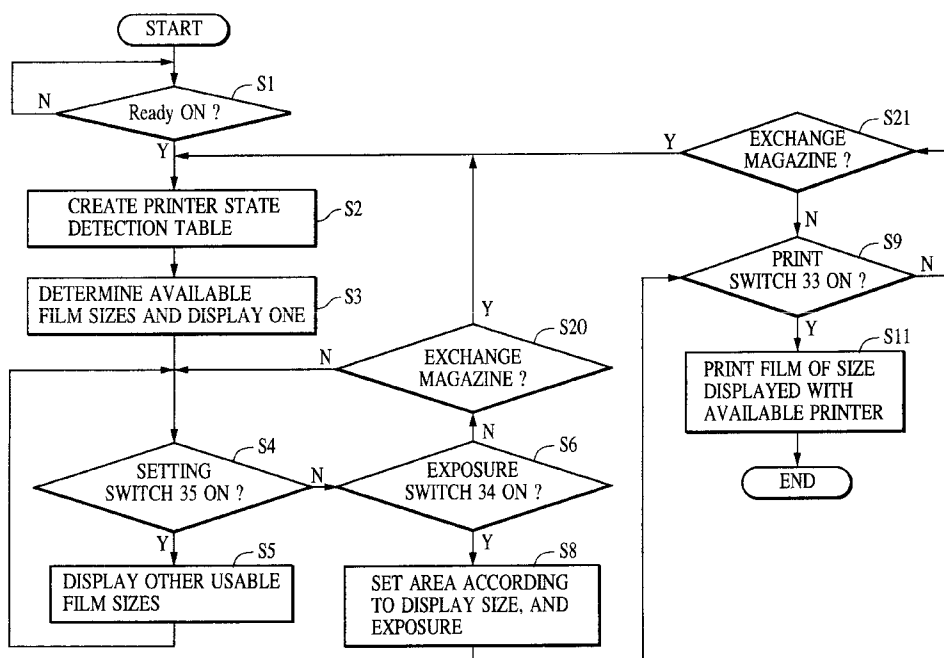 START
S1
Ready ON ?
N
Y
S2
CREATE PRINTER STATE
DETECTION TABLE
S3
DETERMINE AVAILABLE
FILM SIZES AND DISPLAY ONE
S4
SETTING
SWITCH 35 ON ?
N
Y
S5
DISPLAY OTHER USABLE
FILM SIZES
S6
EXPOSURE
SWITCH 34 ON ?
N
Y
S20
EXCHANGE
MAGAZINE ?
N
Y
S8
SET AREA ACCORDING
TO DISPLAY SIZE, AND
EXPOSURE
S21
EXCHANGE
MAGAZINE ?
Y
N
S9
PRINT
SWITCH 33 ON ?
N
Y
S11
PRINT FILM OF SIZE
DISPLAYED WITH
AVAILABLE PRINTER
END